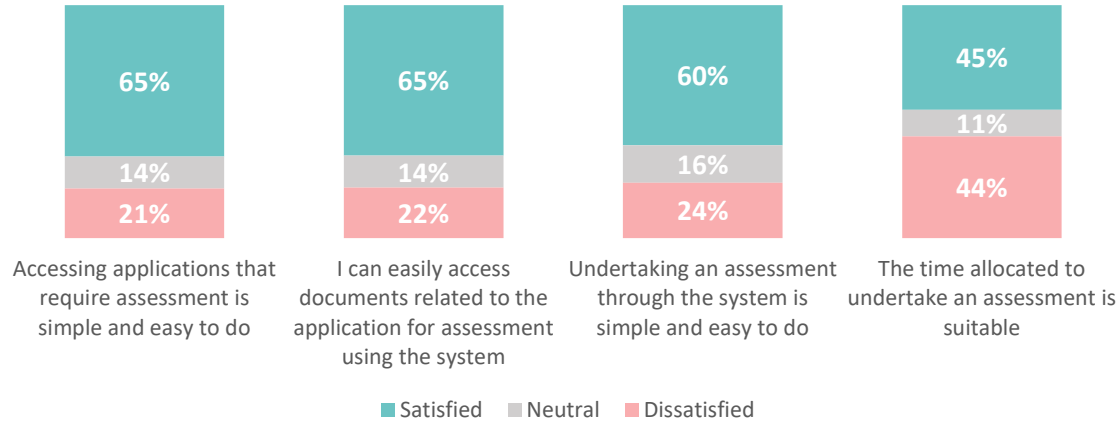 65%
65%
60%
45%
14%
14%
16%
11%
21%
22%
24%
44%
Accessing applications that
require assessment is
simple and easy to do
I can easily access
documents related to the
application for assessment
using the system
Undertaking an assessment
through the system is
simple and easy to do
The time allocated to
undertake an assessment is
suitable
Satisfied
Neutral
Dissatisfied